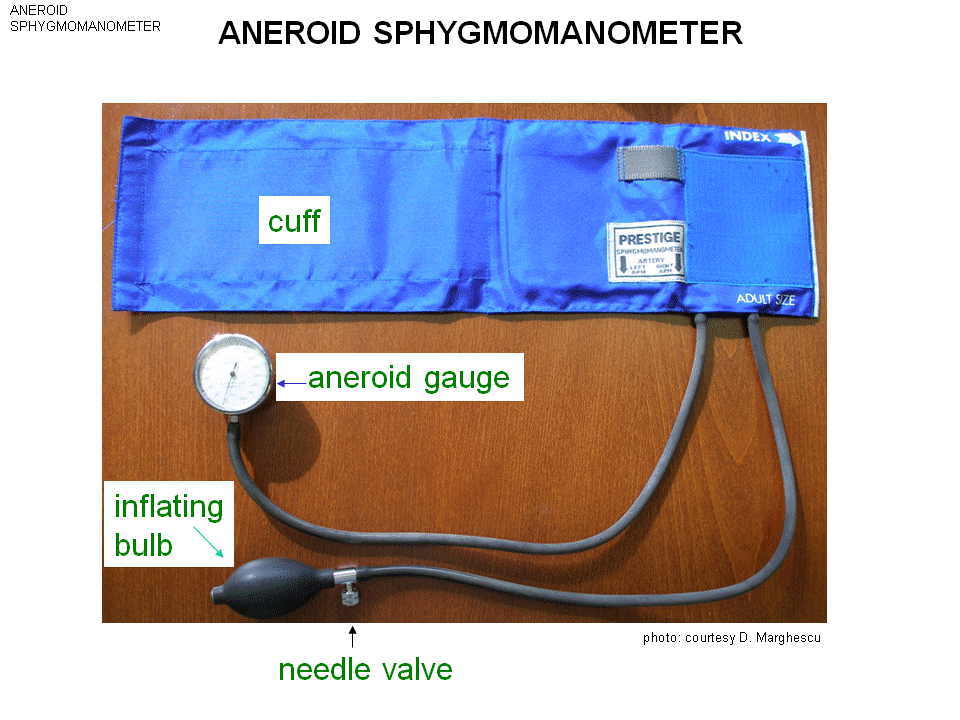 ANEROID
SPHYGMOMANOMETER
ANEROID SPHYGMOMANOMETER
INDEX
cuff
PRESTIGE
SPHYGMOMANOMETER
ARTERY
LEFT RIGHT
ARM ARM
ADULT SIZE
aneroid gauge
inflating
bulb
photo: courtesy D. Marghescu
needle valve